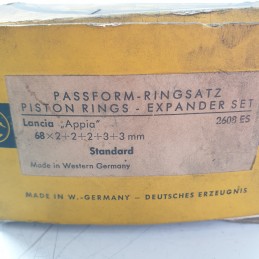 PASSFORM-RINGSATZ
PISTON RINGS - EXPANDER SET
Lancia „Appia" 2608 ES
68×2+2+2+3+3 mm
Standard
Made in Western Germany
MADE IN W.-GERMANY – DEUTSCHES ERZEUGNIS